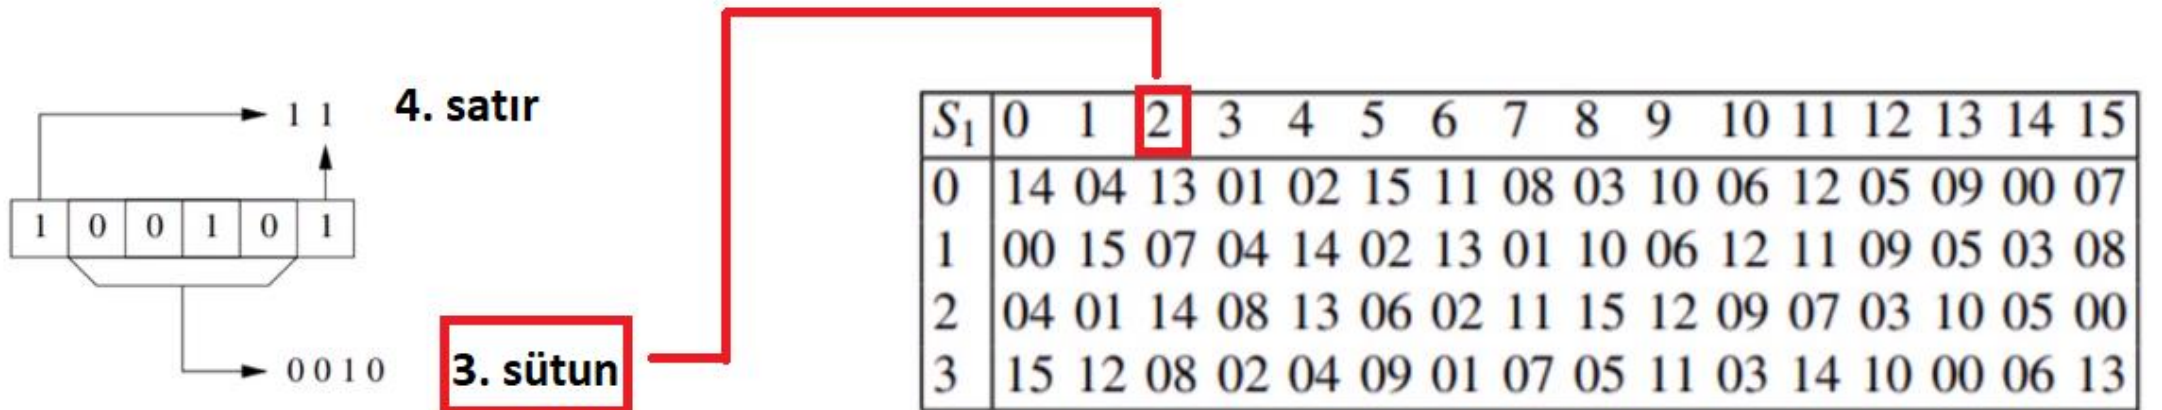 1 1 4. satır
1 0 0 1 0 1
0 0 1 0 3. sütun
S1 0 1 2 3 4 5 6 7 8 9 10 11 12 13 14 15
0 14 04 13 01 02 15 11 08 03 10 06 12 05 09 00 07
1 00 15 07 04 14 02 13 01 10 06 12 11 09 05 03 08
2 04 01 14 08 13 06 02 11 15 12 09 07 03 10 05 00
3 15 12 08 02 04 09 01 07 05 11 03 14 10 00 06 13